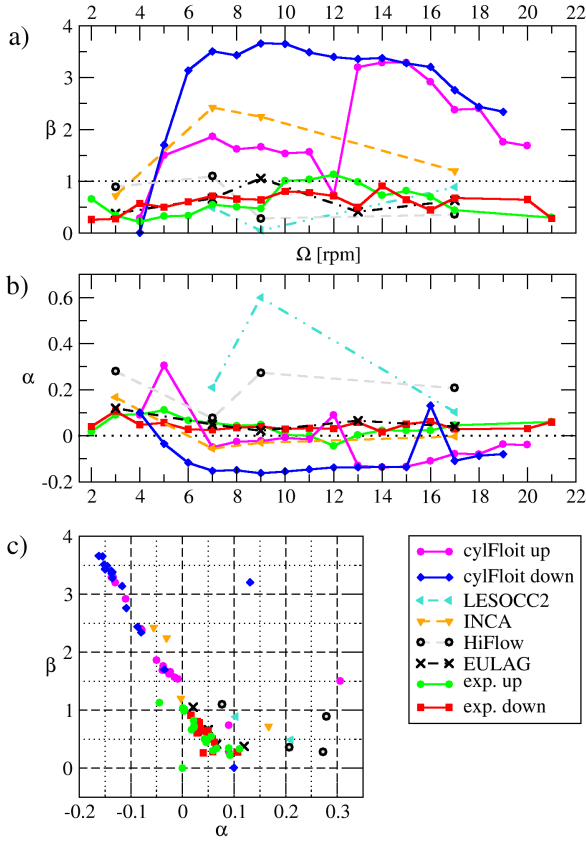 a)
2 4 6 8 10 12 14 16 18 20 22
4
3
β
2
1
0
Ω [rpm]
b)
0.6
0.4
α
0.2
0
-0.2
2 4 6 8 10 12 14 16 18 20 22
c)
4
3
β
2
1
0
-0.2 -0.1 0 0.1 0.2 0.3
α
cylFloit up
cylFloit down
LESOCC2
INCA
HiFlow
EULAG
exp. up
exp. down